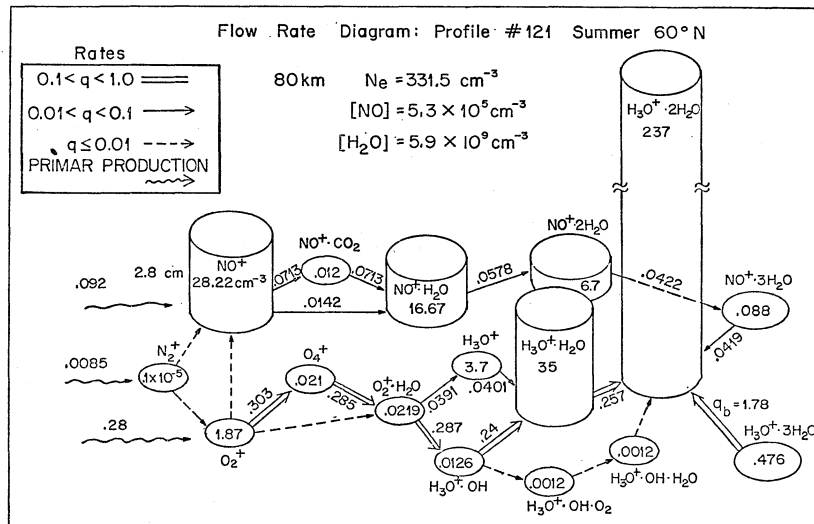 Flow Rate Diagram: Profile #121 Summer 60°N
Rates
0.1< q < 1.0
0.01< q < 0.1
q ≤ 0.01
PRIMAR PRODUCTION
80km Ne = 331.5 cm⁻³
[NO] = 5.3 × 10⁵ cm⁻³
[H₂O] = 5.9 × 10⁹ cm⁻³
H₃O⁺·2H₂O
237
NO⁺
28.22 cm⁻³
2.8 cm
.092
.0713
NO⁺·CO₂
.012
.0713
.0142
NO⁺·H₂O
16.67
.0578
NO⁺·2H₂O
6.7
.0422
NO⁺·3H₂O
.088
.0419
.0085
N₂⁺
.1x10⁻⁵
.28
1.87
O₂⁺
.303
O₄⁺
.021
.285
O₂⁺·H₂O
.0219
.0391
H₃O⁺
3.7
.0401
H₃O⁺·H₂O
35
.257
.287
.0126
H₃O⁺·OH
.24
.0012
H₃O⁺·OH·O₂
.0012
H₃O⁺·OH·H₂O
q_b = 1.78
H₃O⁺·3H₂O
.476